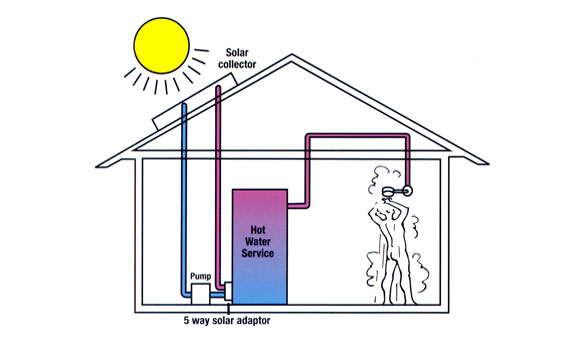 Solar
collector
Hot
Water
Service
Pump
5 way solar adaptor